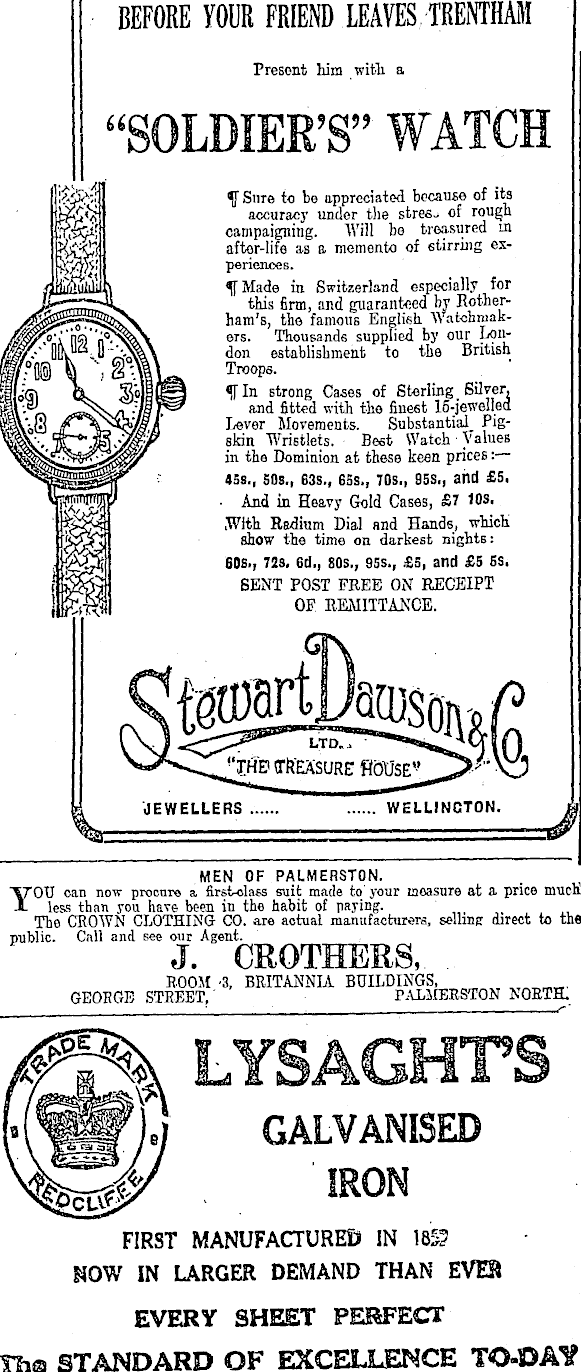 BEFORE YOUR FRIEND LEAVES TRENTHAM
Present him with a
"SOLDIER'S" WATCH
¶ Sure to be appreciated because of its
accuracy under the stress of rough
campaigning. Will be treasured in
after-life as a memento of stirring ex-
periences.
¶ Made in Switzerland especially for
this firm, and guaranteed by Rother-
ham's, the famous English Watchmak-
ers. Thousands supplied by our Lon-
don establishment to the British
Troops.
¶ In strong Cases of Sterling Silver,
and fitted with the finest 15-jewelled
Lever Movements. Substantial Pig-
skin Wristlets. Best Watch Values
in the Dominion at these keen prices:—
45s., 50s., 63s., 65s., 70s., 95s., and £5.
And in Heavy Gold Cases, £7 10s.
With Radium Dial and Hands, which
show the time on darkest nights:
60s., 72s. 6d., 80s., 95s., £5, and £5 5s.
SENT POST FREE ON RECEIPT
OF REMITTANCE.
11 12 1
10 2
9 3
8 4
5
Stewart Dawson & Co,
LTD.
"THE TREASURE HOUSE"
JEWELLERS ...... ...... WELLINGTON.
MEN OF PALMERSTON.
YOU can now procure a first-class suit made to your measure at a price much
less than you have been in the habit of paying.
The CROWN CLOTHING CO. are actual manufacturers, selling direct to the
public. Call and see our Agent.
J. CROTHERS,
ROOM 3, BRITANNIA BUILDINGS,
GEORGE STREET, PALMERSTON NORTH.
TRADE MARK
REDCLIFFE
LYSAGHT'S
GALVANISED
IRON
FIRST MANUFACTURED IN
NOW IN LARGER DEMAND THAN EVER
EVERY SHEET PERFECT
The STANDARD OF EXCELLENCE TO-DAY